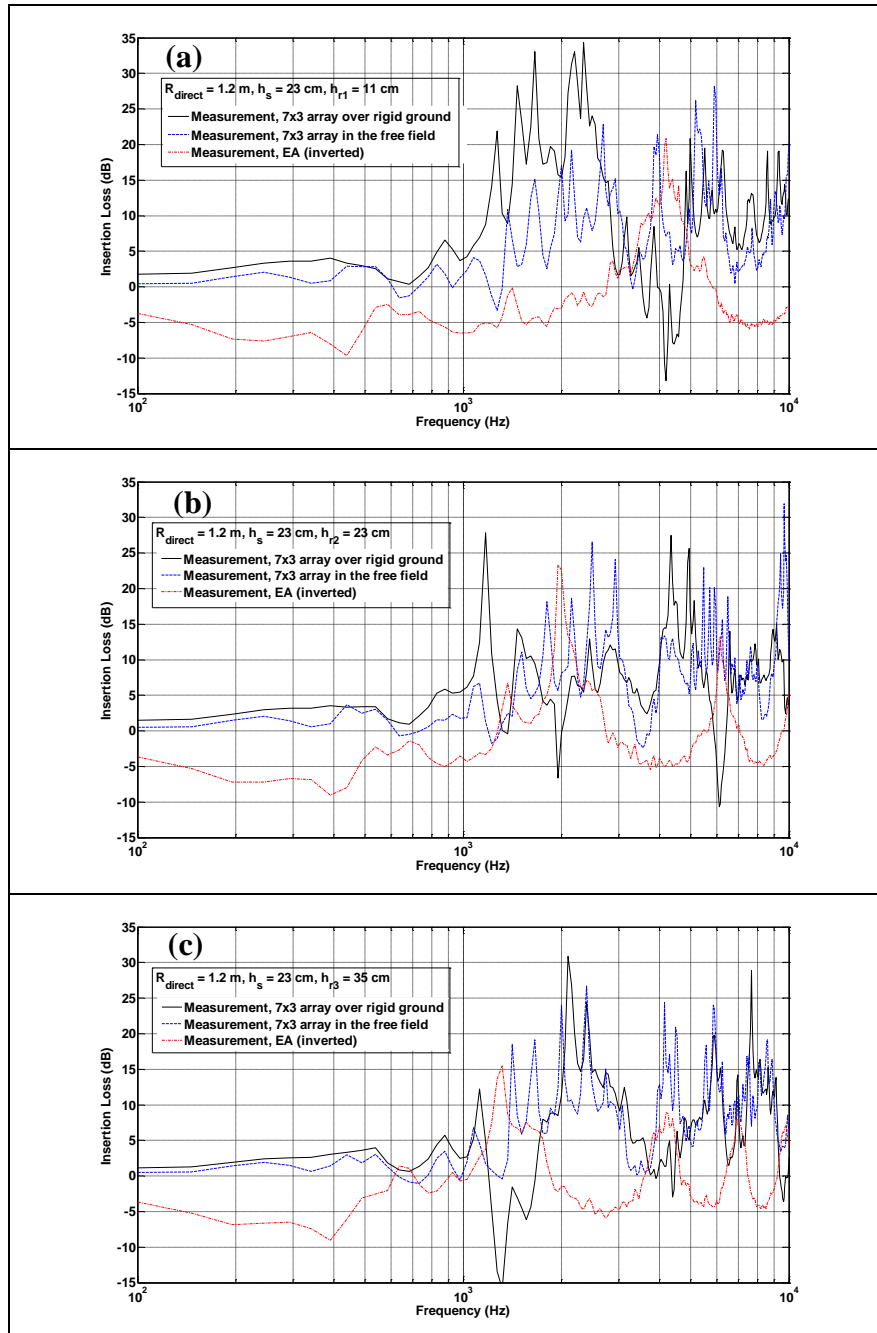 (a)
R_direct = 1.2 m, h_s = 23 cm, h_r1 = 11 cm
Measurement, 7x3 array over rigid ground
Measurement, 7x3 array in the free field
Measurement, EA (inverted)
Insertion Loss (dB)
35
30
25
20
15
10
5
0
-5
-10
-15
10^2
10^3
10^4
Frequency (Hz)
(b)
R_direct = 1.2 m, h_s = 23 cm, h_r2 = 23 cm
Measurement, 7x3 array over rigid ground
Measurement, 7x3 array in the free field
Measurement, EA (inverted)
Insertion Loss (dB)
35
30
25
20
15
10
5
0
-5
-10
-15
10^2
10^3
10^4
Frequency (Hz)
(c)
R_direct = 1.2 m, h_s = 23 cm, h_r3 = 35 cm
Measurement, 7x3 array over rigid ground
Measurement, 7x3 array in the free field
Measurement, EA (inverted)
Insertion Loss (dB)
35
30
25
20
15
10
5
0
-5
-10
-15
10^2
10^3
10^4
Frequency (Hz)